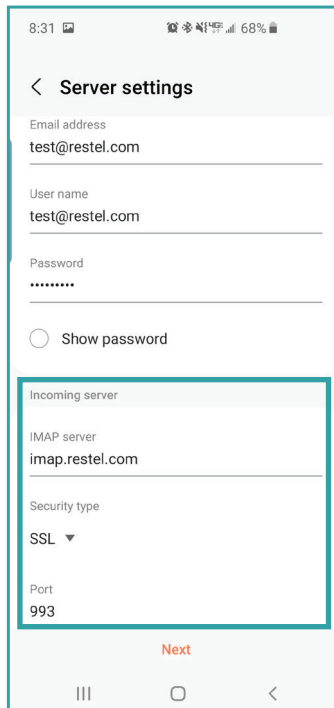 8:31 68%
Server settings
Email address
test@restel.com
User name
test@restel.com
Password
•••••••••
Show password
Incoming server
IMAP server
imap.restel.com
Security type
SSL
Port
993
Next